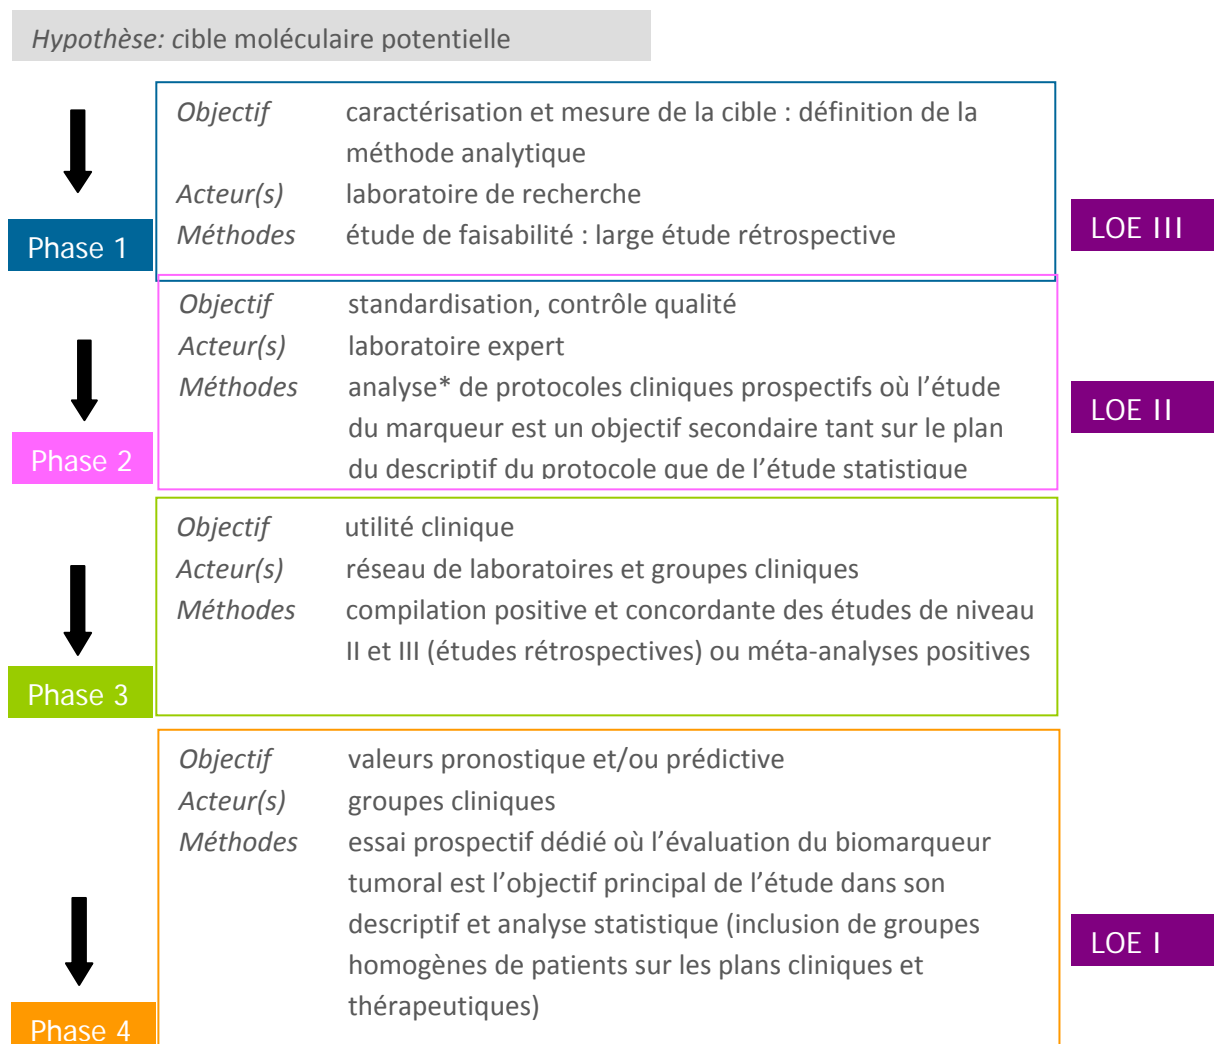 Hypothèse: cible moléculaire potentielle
Objectif caractérisation et mesure de la cible : définition de la
méthode analytique
Acteur(s) laboratoire de recherche
Méthodes étude de faisabilité : large étude rétrospective
Phase 1
LOE III
Objectif standardisation, contrôle qualité
Acteur(s) laboratoire expert
Méthodes analyse* de protocoles cliniques prospectifs où l’étude
du marqueur est un objectif secondaire tant sur le plan
du descriptif du protocole que de l’étude statistique
Phase 2
LOE II
Objectif utilité clinique
Acteur(s) réseau de laboratoires et groupes cliniques
Méthodes compilation positive et concordante des études de niveau
II et III (études rétrospectives) ou méta-analyses positives
Phase 3
Objectif valeurs pronostique et/ou prédictive
Acteur(s) groupes cliniques
Méthodes essai prospectif dédié où l’évaluation du biomarqueur
tumoral est l’objectif principal de l’étude dans son
descriptif et analyse statistique (inclusion de groupes
homogènes de patients sur les plans cliniques et
thérapeutiques)
Phase 4
LOE I